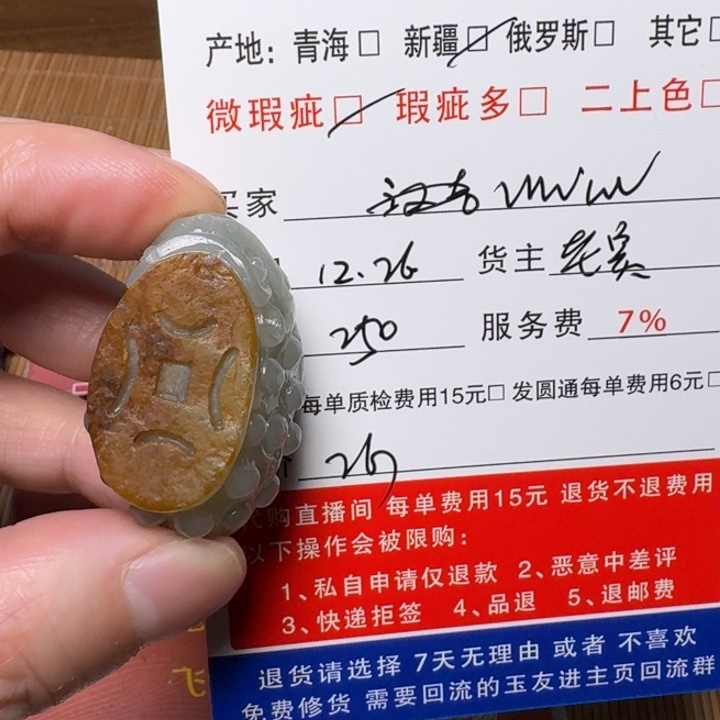 产地: 青海□ 新疆□ 俄罗斯□ 其它□
微瑕疵□ 瑕疵多□ 二上色□
买家
12.26 货主 老吴
250 服务费 7%
每单质检费用15元□ 发圆通每单费用6元□
代购直播间 每单费用15元 退货不退费用
以下操作会被限购:
1、私自申请仅退款 2、恶意中差评
3、快递拒签 4、品退 5、退邮费
退货请选择 7天无理由 或者 不喜欢
免费修货 需要回流的玉友进主页回流群